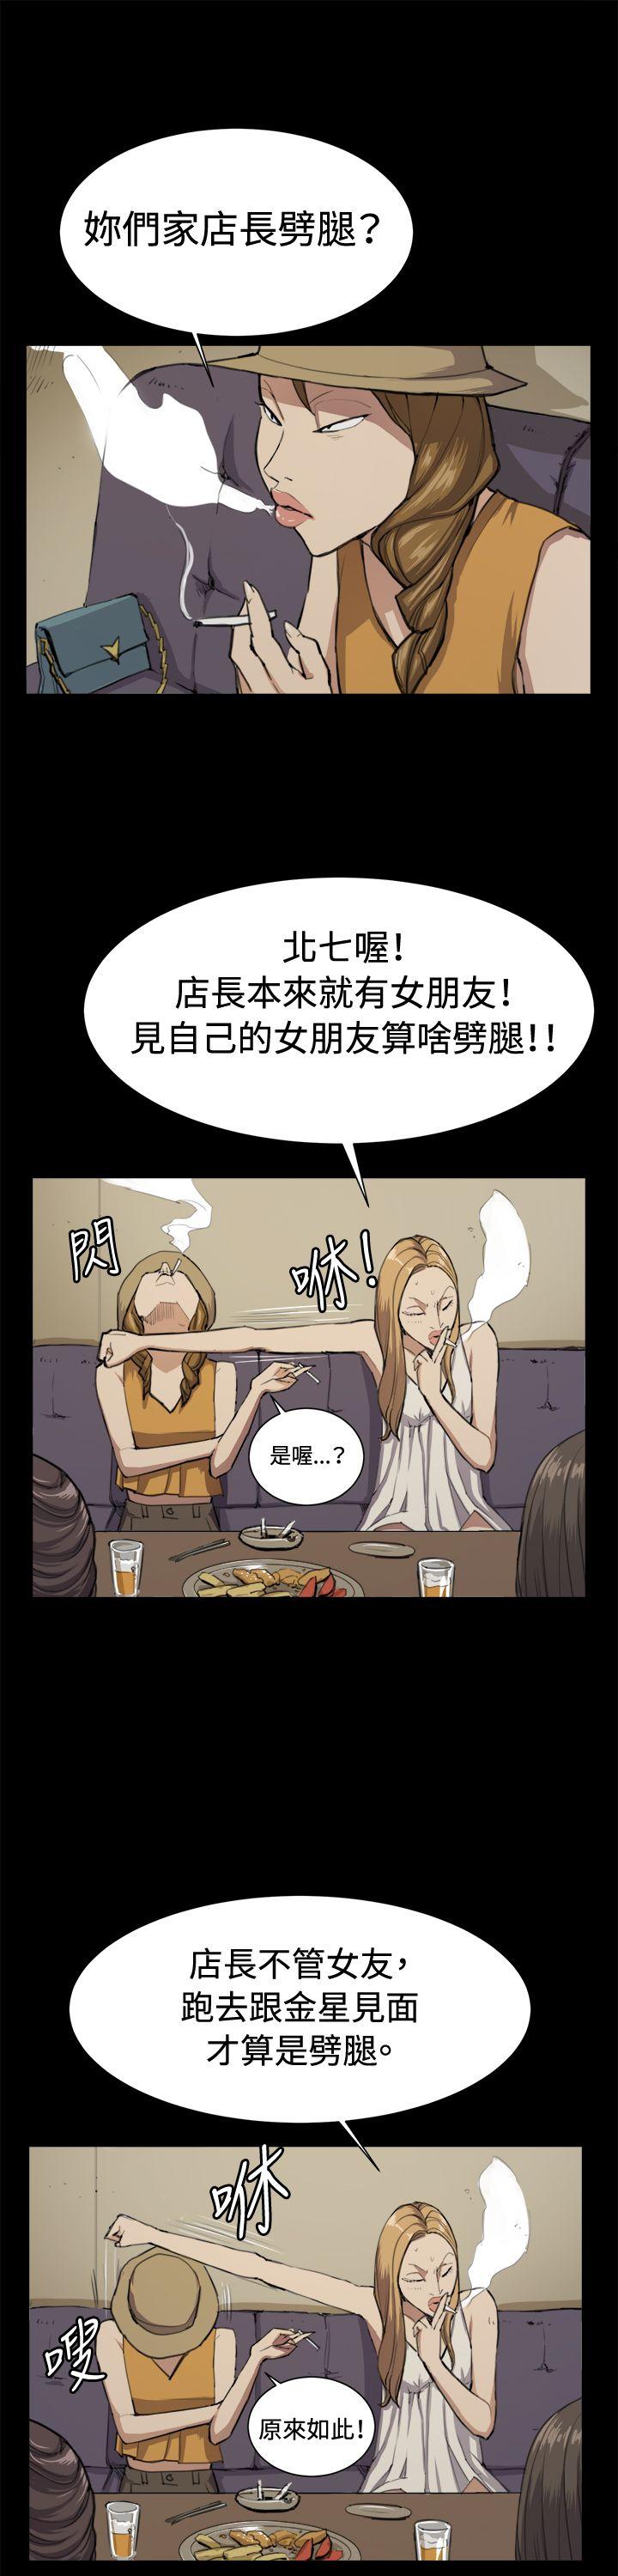 妳們家店長劈腿？
北七喔！
店長本來就有女朋友！
見自己的女朋友算啥劈腿！！
閃
咻！
是喔…？
店長不管女友，
跑去跟金星見面
才算是劈腿。
咻
嗖
原來如此！